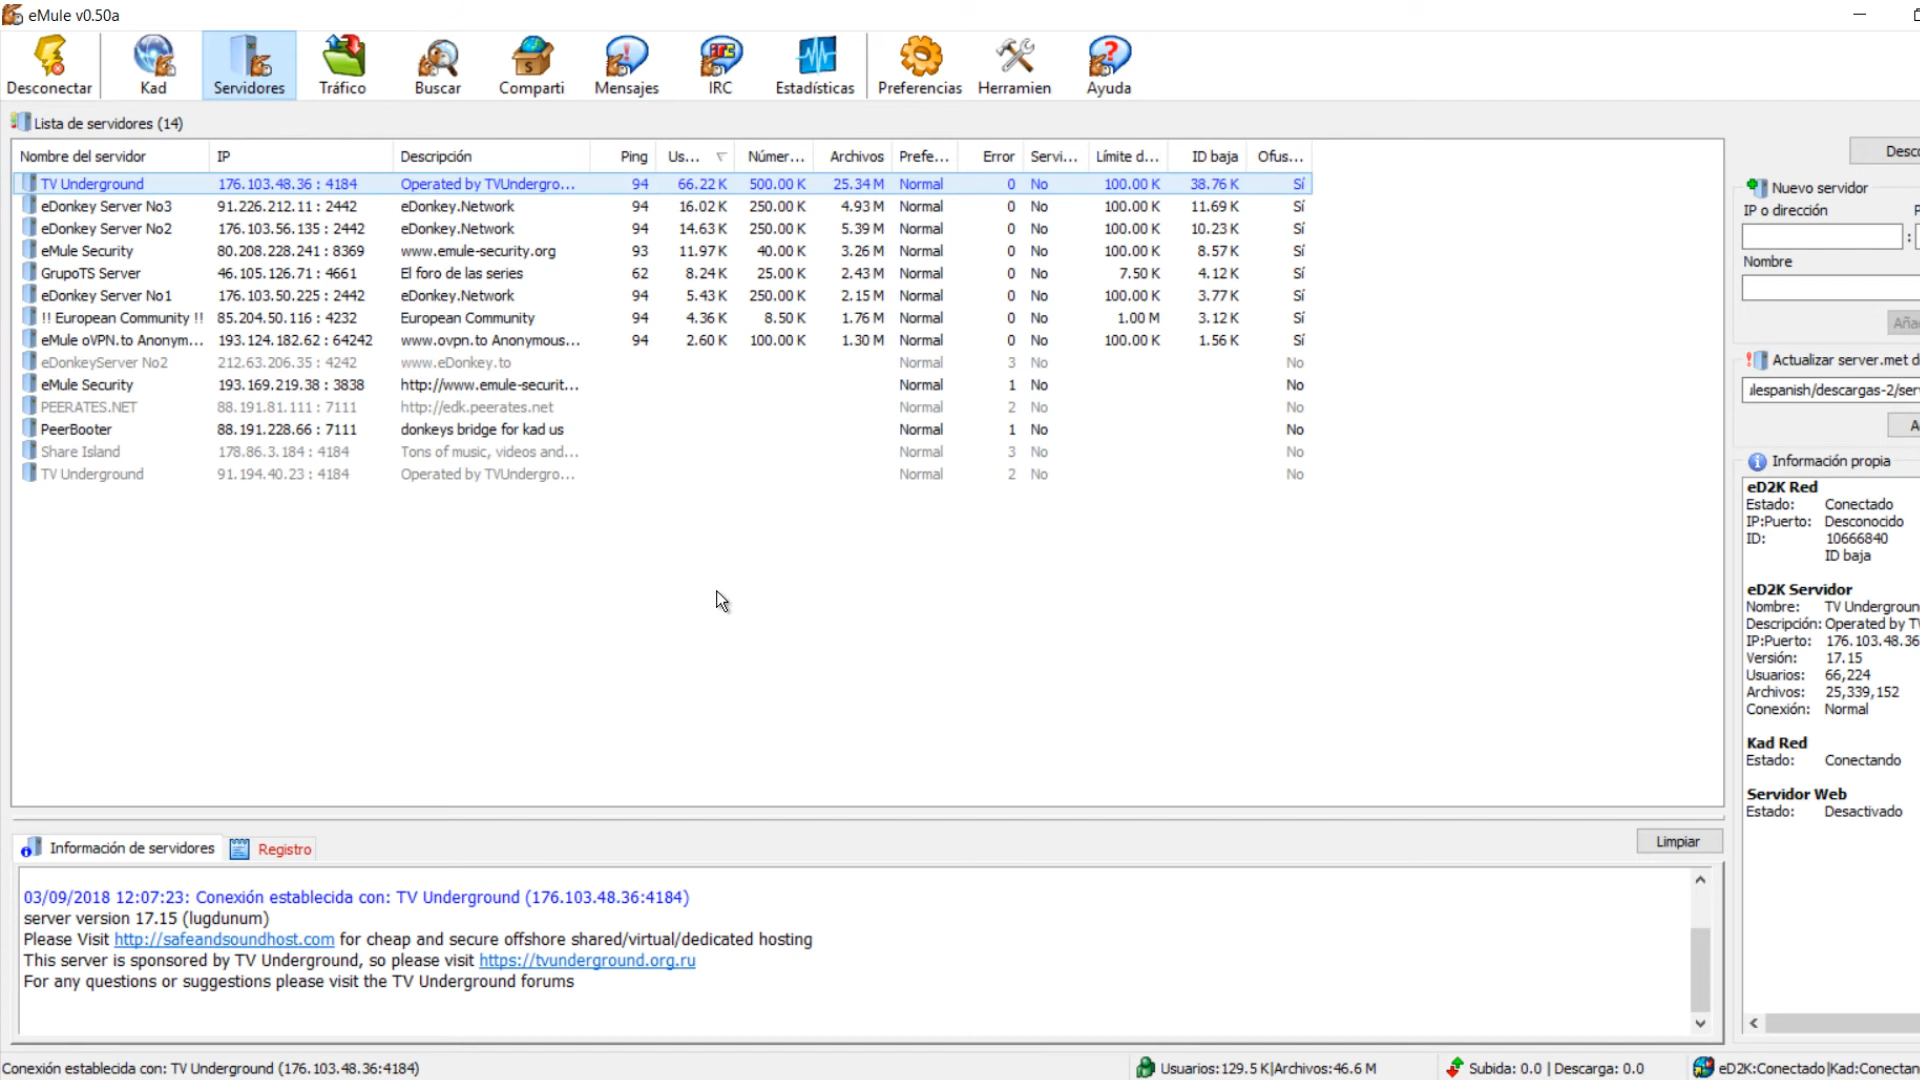 eMule v0.50a
Desconectar Kad Servidores Tráfico Buscar Comparti Mensajes IRC Estadísticas Preferencias Herramien Ayuda
Lista de servidores (14)
Nombre del servidor IP Descripción Ping Us... Númer... Archivos Prefe... Error Servi... Límite d... ID baja Ofus...
TV Underground 176.103.48.36 : 4184 Operated by TVUndergro... 94 66.22 K 500.00 K 25.34 M Normal 0 No 100.00 K 38.76 K Sí
eDonkey Server No3 91.226.212.11 : 2442 eDonkey.Network 94 16.02 K 250.00 K 4.93 M Normal 0 No 100.00 K 11.69 K Sí
eDonkey Server No2 176.103.56.135 : 2442 eDonkey.Network 94 14.63 K 250.00 K 5.39 M Normal 0 No 100.00 K 10.23 K Sí
eMule Security 80.208.228.241 : 8369 www.emule-security.org 93 11.97 K 40.00 K 3.26 M Normal 0 No 100.00 K 8.57 K Sí
GrupoTS Server 46.105.126.71 : 4661 El foro de las series 62 8.24 K 25.00 K 2.43 M Normal 0 No 7.50 K 4.12 K Sí
eDonkey Server No1 176.103.50.225 : 2442 eDonkey.Network 94 5.43 K 250.00 K 2.15 M Normal 0 No 100.00 K 3.77 K Sí
!! European Community !! 85.204.50.116 : 4232 European Community 94 4.36 K 8.50 K 1.76 M Normal 0 No 1.00 M 3.12 K Sí
eMule oVPN.to Anonym... 193.124.182.62 : 64242 www.ovpn.to Anonymous... 94 2.60 K 100.00 K 1.30 M Normal 0 No 100.00 K 1.56 K Sí
eDonkeyServer No2 212.63.206.35 : 4242 www.eDonkey.to Normal 3 No No
eMule Security 193.169.219.38 : 3838 http://www.emule-securit... Normal 1 No No
PEERATES.NET 88.191.81.111 : 7111 http://edk.peerates.net Normal 2 No No
PeerBooter 88.191.228.66 : 7111 donkeys bridge for kad us Normal 1 No No
Share Island 178.86.3.184 : 4184 Tons of music, videos and... Normal 3 No No
TV Underground 91.194.40.23 : 4184 Operated by TVUndergro... Normal 2 No No
Desco
Nuevo servidor
IP o dirección
:
Nombre
Aña
Actualizar server.met d
espanish/descargas-2/ser
A
Información propia
eD2K Red
Estado: Conectado
IP:Puerto: Desconocido
ID: 10666840
ID baja
eD2K Servidor
Nombre: TV Undergroun
Descripción: Operated by T
IP:Puerto: 176.103.48.36
Versión: 17.15
Usuarios: 66,224
Archivos: 25,339,152
Conexión: Normal
Kad Red
Estado: Conectando
Servidor Web
Estado: Desactivado
Información de servidores Registro Limpiar
03/09/2018 12:07:23: Conexión establecida con: TV Underground (176.103.48.36:4184)
server version 17.15 (lugdunum)
Please Visit http://safeandsoundhost.com for cheap and secure offshore shared/virtual/dedicated hosting
This server is sponsored by TV Underground, so please visit https://tvunderground.org.ru
For any questions or suggestions please visit the TV Underground forums
Conexión establecida con: TV Underground (176.103.48.36:4184) Usuarios:129.5 K|Archivos:46.6 M Subida: 0.0 | Descarga: 0.0 eD2K:Conectado|Kad:Conectan